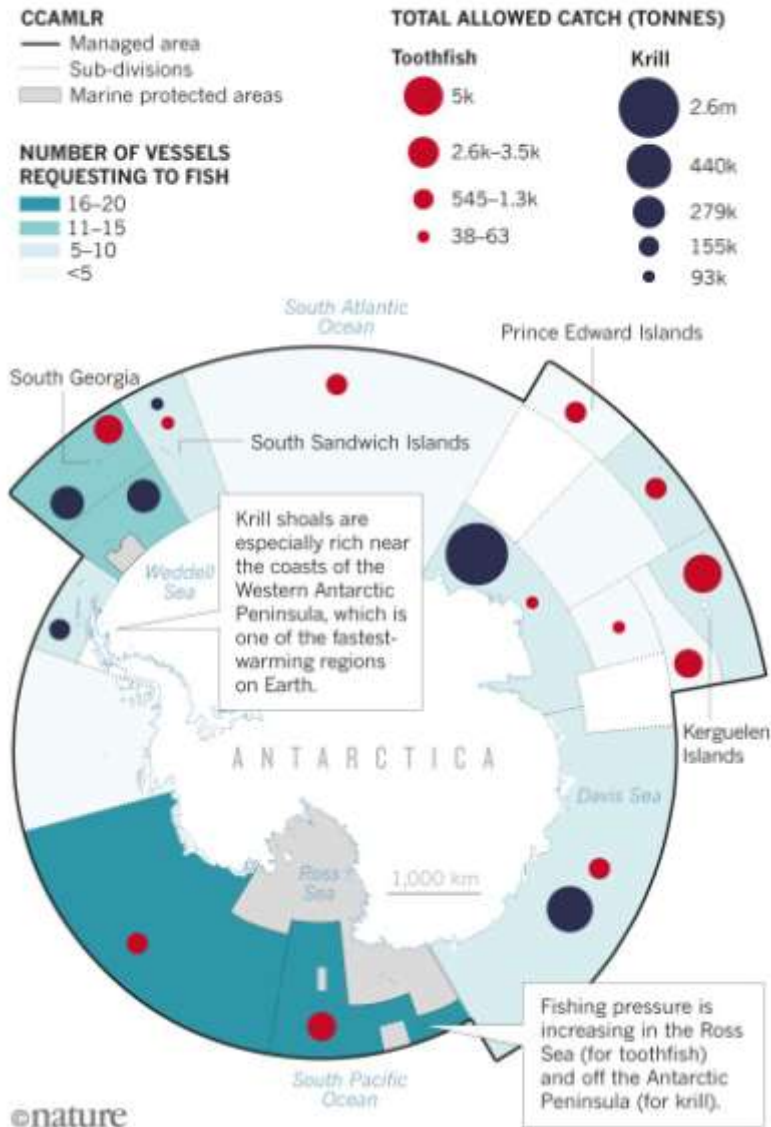 CCAMLR
Managed area
Sub-divisions
Marine protected areas
NUMBER OF VESSELS
REQUESTING TO FISH
16–20
11–15
5–10
<5
TOTAL ALLOWED CATCH (TONNES)
Toothfish
5k
2.6k–3.5k
545–1.3k
38–63
Krill
2.6m
440k
279k
155k
93k
South Atlantic
Ocean
Prince Edward Islands
South Georgia
South Sandwich Islands
Krill shoals are
especially rich near
the coasts of the
Western Antarctic
Peninsula, which is
one of the fastest-
warming regions
on Earth.
Weddell
Sea
Kerguelen
Islands
ANTARCTICA
Davis Sea
Ross
Sea
1,000 km
Fishing pressure is
increasing in the Ross
Sea (for toothfish)
and off the Antarctic
Peninsula (for krill).
South Pacific
Ocean
©nature